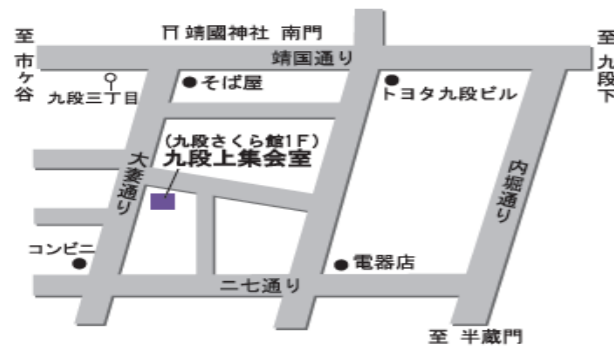 靖國神社 南門
至 市ヶ谷
靖国通り
至 九段下
九段三丁目
そば屋
トヨタ九段ビル
(九段さくら館1F)
九段上集会室
大妻通り
内堀通り
コンビニ
電器店
二七通り
至 半蔵門